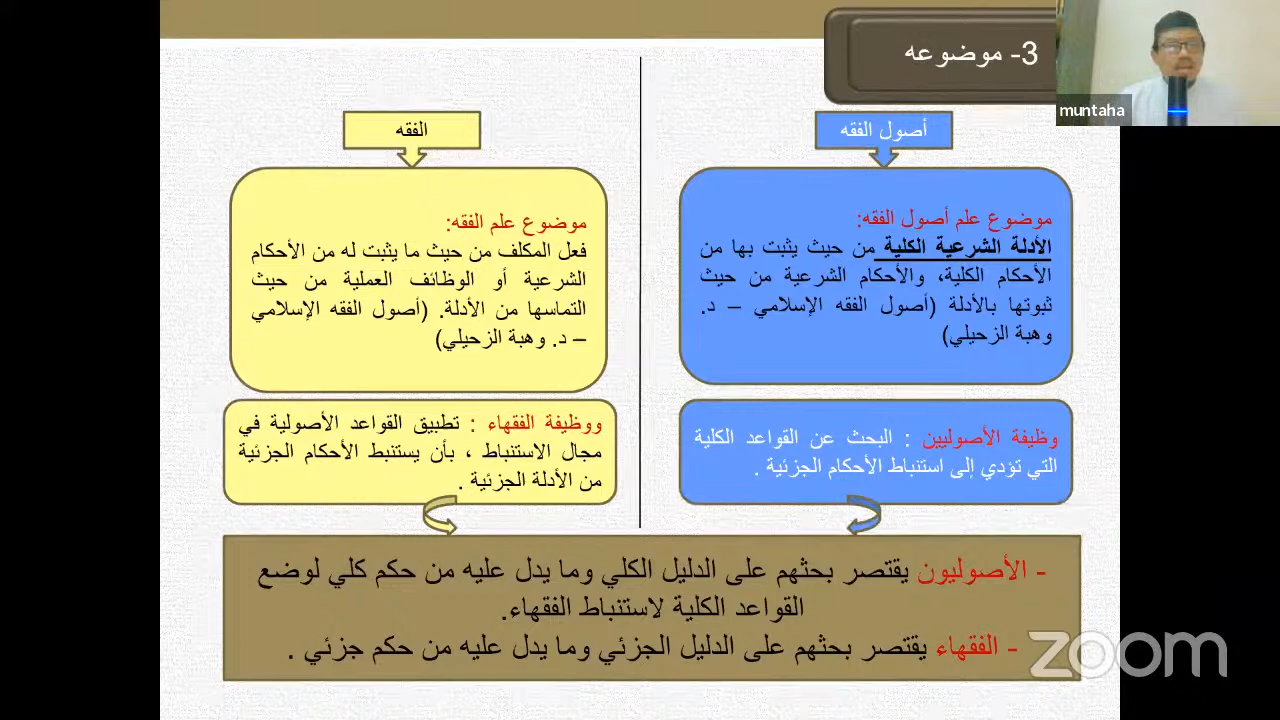 3- موضوعه
muntaha
أصول الفقه
موضوع علم أصول الفقه:
الأدلة الشرعية الكلية من حيث يثبت بها من
الأحكام الكلية، والأحكام الشرعية من حيث
ثبوتها بالأدلة (أصول الفقه الإسلامي – د.
وهبة الزحيلي)
وظيفة الأصوليين : البحث عن القواعد الكلية
التي تؤدي إلى استنباط الأحكام الجزئية .
الفقه
موضوع علم الفقه:
فعل المكلف من حيث ما يثبت له من الأحكام
الشرعية أو الوظائف العملية من حيث
التماسها من الأدلة. (أصول الفقه الإسلامي
– د. وهبة الزحيلي)
ووظيفة الفقهاء : تطبيق القواعد الأصولية في
مجال الاستنباط ، بأن يستنبط الأحكام الجزئية
من الأدلة الجزئية .
- الأصوليون يقتصر بحثهم على الدليل الكلي وما يدل عليه من حكم كلي لوضع
القواعد الكلية لاستنباط الفقهاء.
- الفقهاء يقتصر بحثهم على الدليل الجزئي وما يدل عليه من حكم جزئي .
zoom